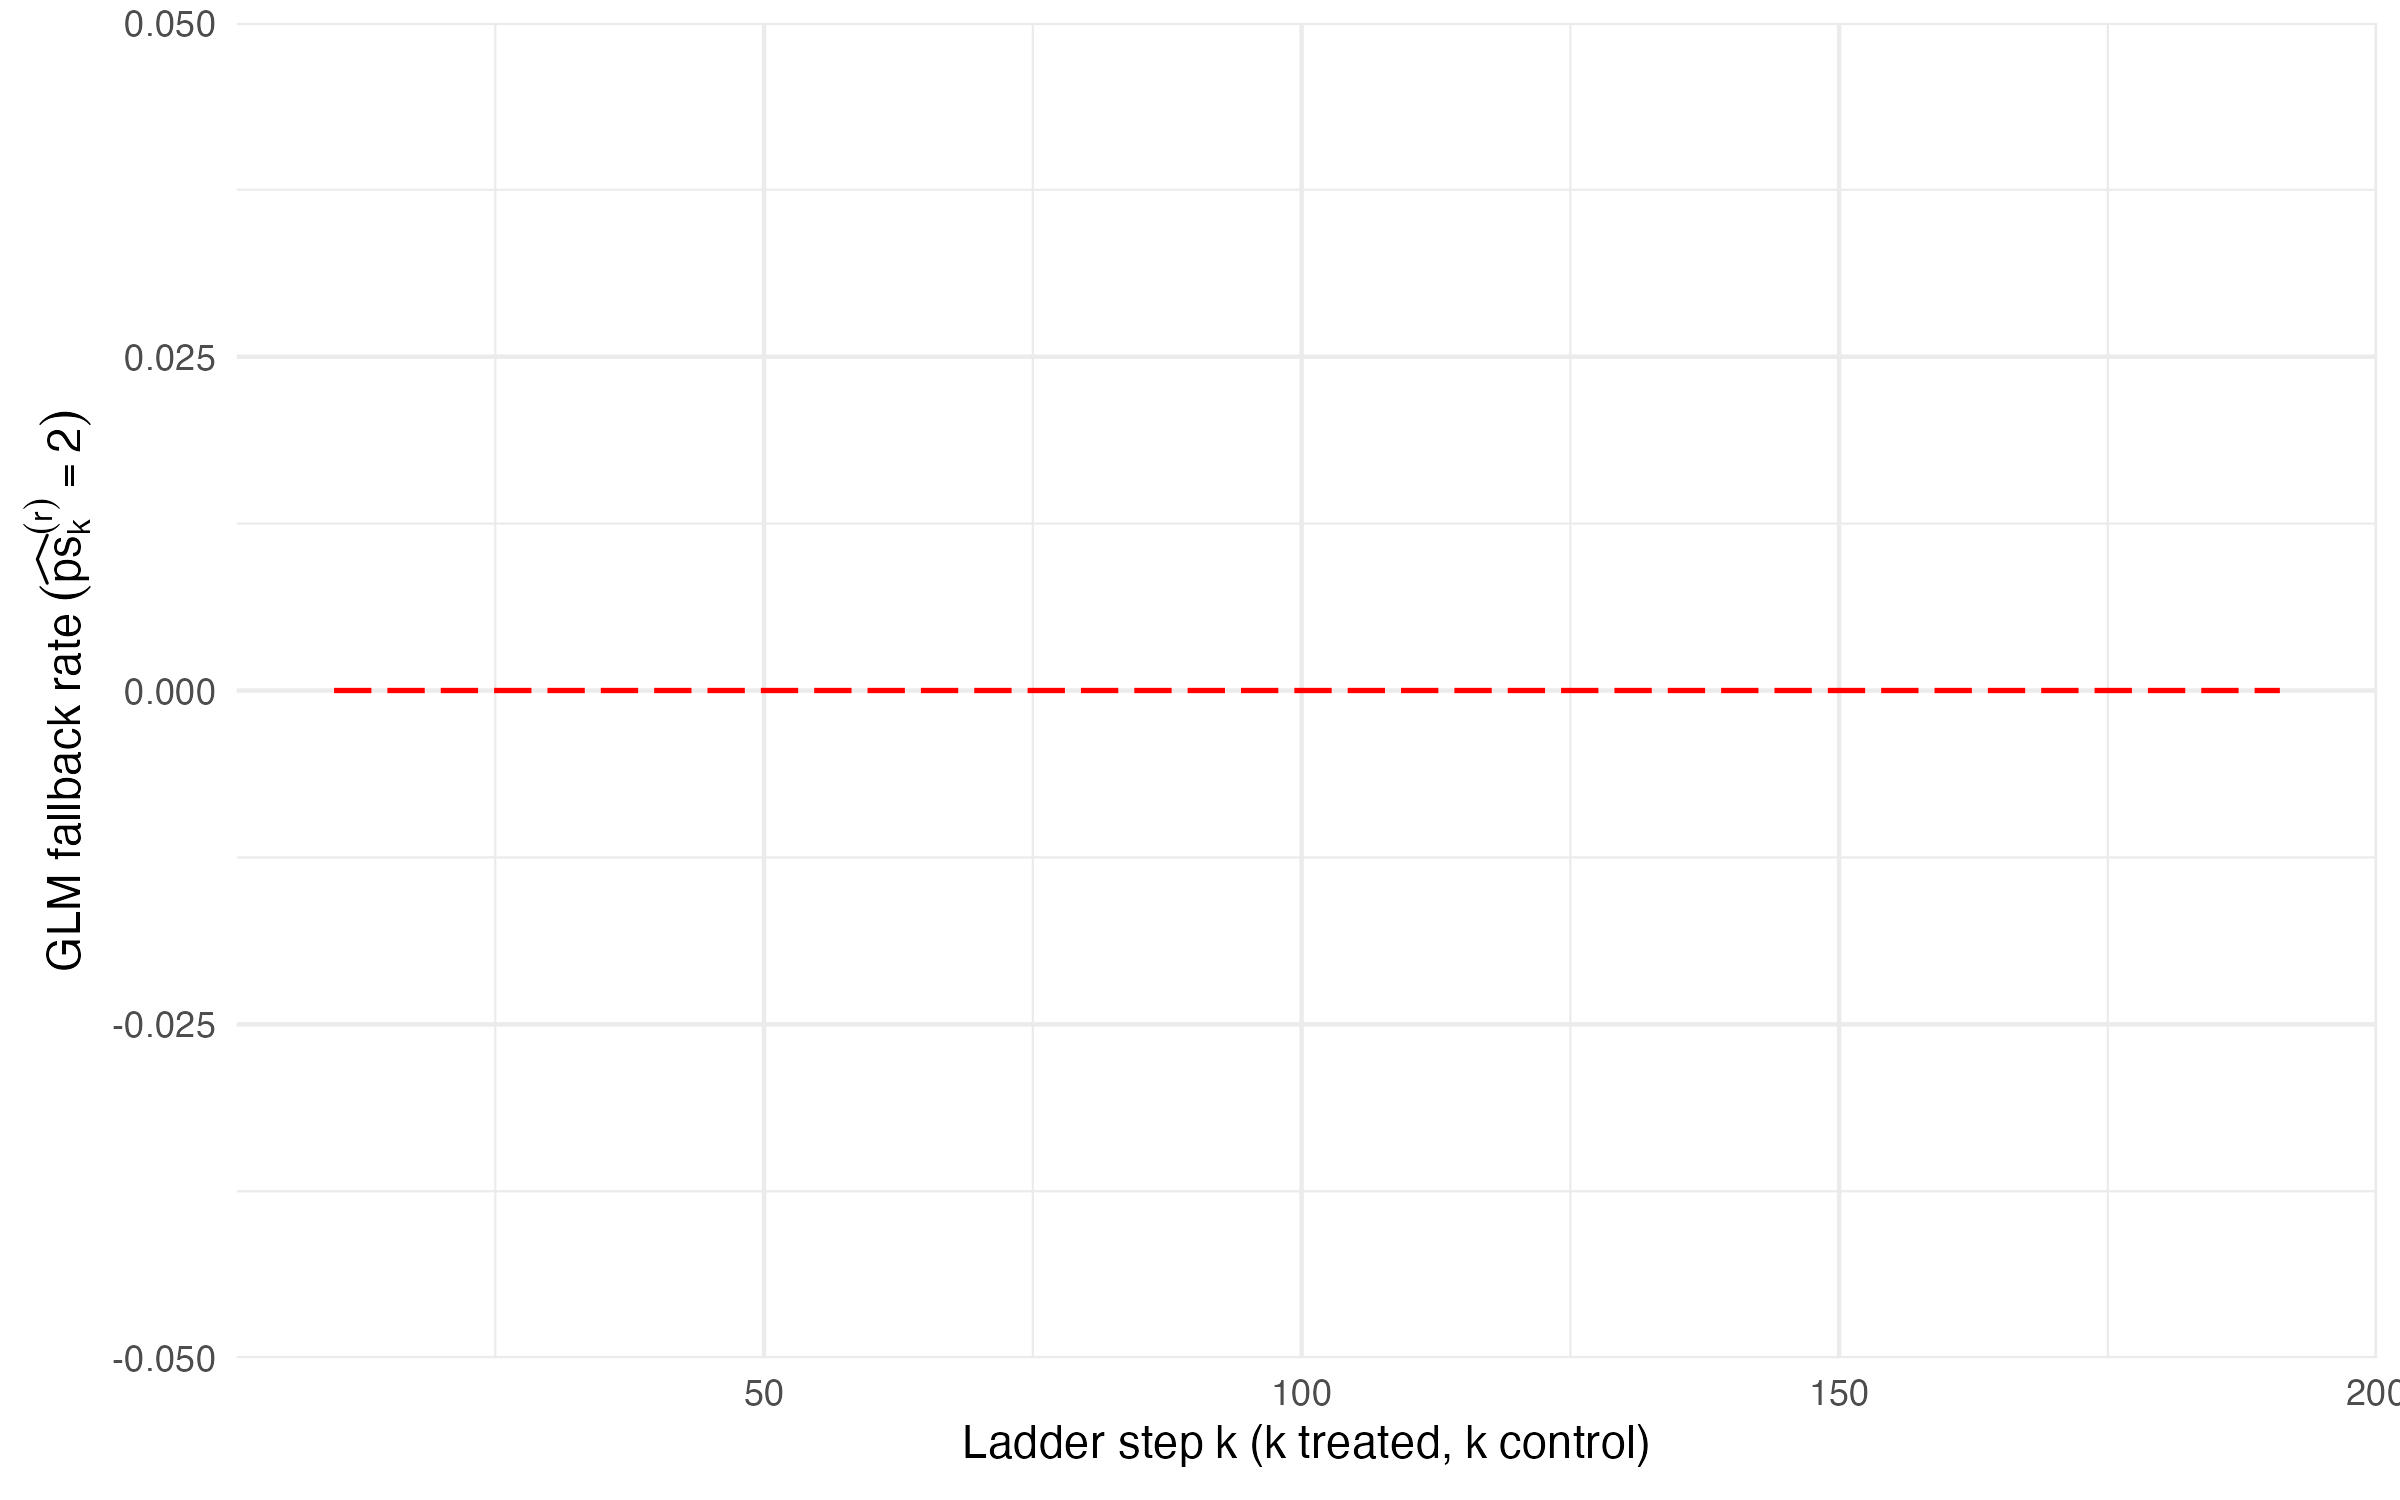 0.050
0.025
0.000
-0.025
-0.050
GLM fallback rate (p̂s_k^(r) = 2)
50 100 150 200
Ladder step k (k treated, k control)